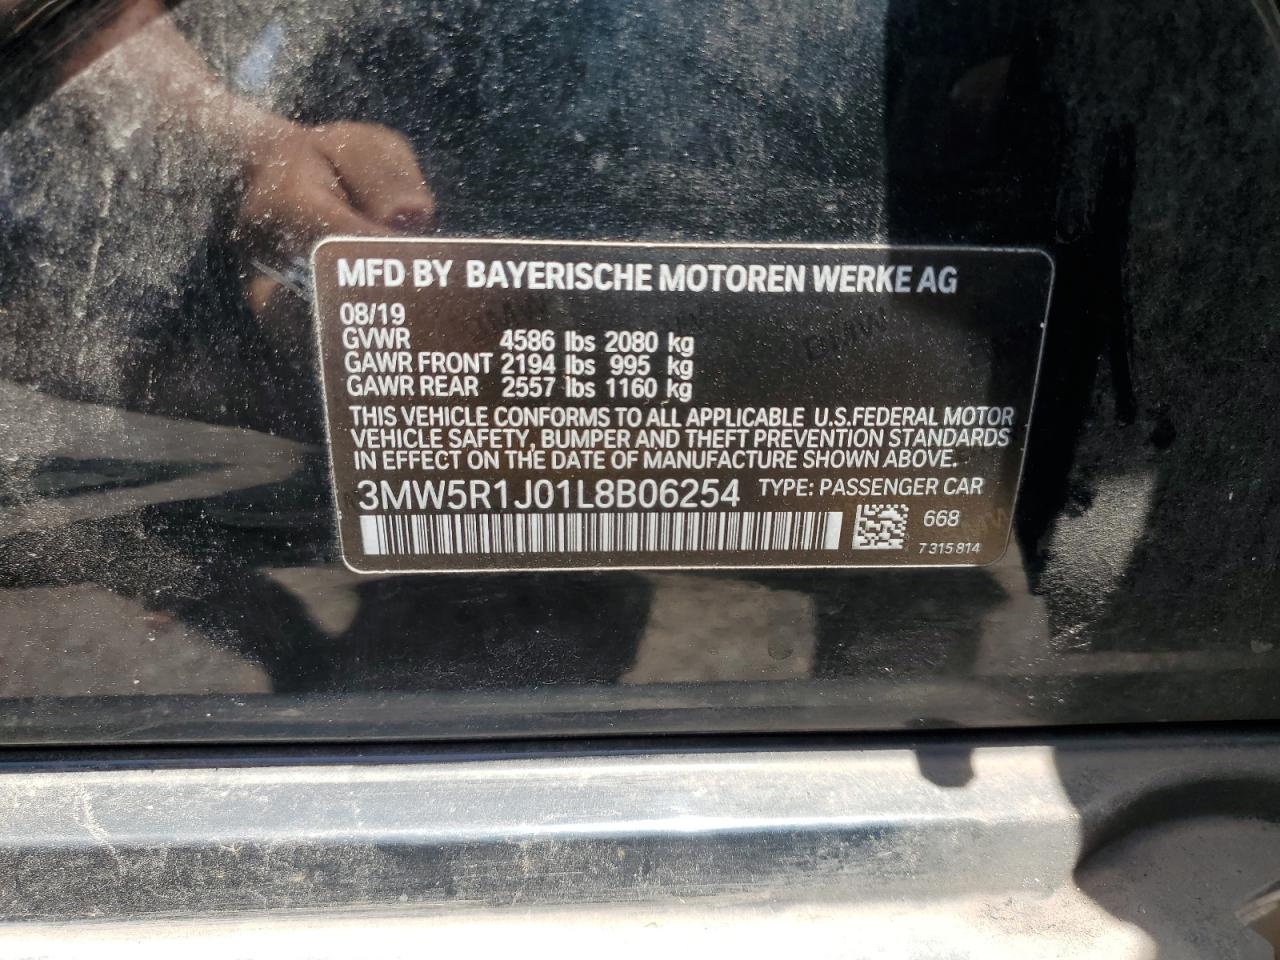 MFD BY BAYERISCHE MOTOREN WERKE AG
08/19
GVWR 4586 lbs 2080 kg
GAWR FRONT 2194 lbs 995 kg
GAWR REAR 2557 lbs 1160 kg
THIS VEHICLE CONFORMS TO ALL APPLICABLE U.S.FEDERAL MOTOR
VEHICLE SAFETY, BUMPER AND THEFT PREVENTION STANDARDS
IN EFFECT ON THE DATE OF MANUFACTURE SHOWN ABOVE.
3MW5R1J01L8B06254 TYPE: PASSENGER CAR
668
7 315 814